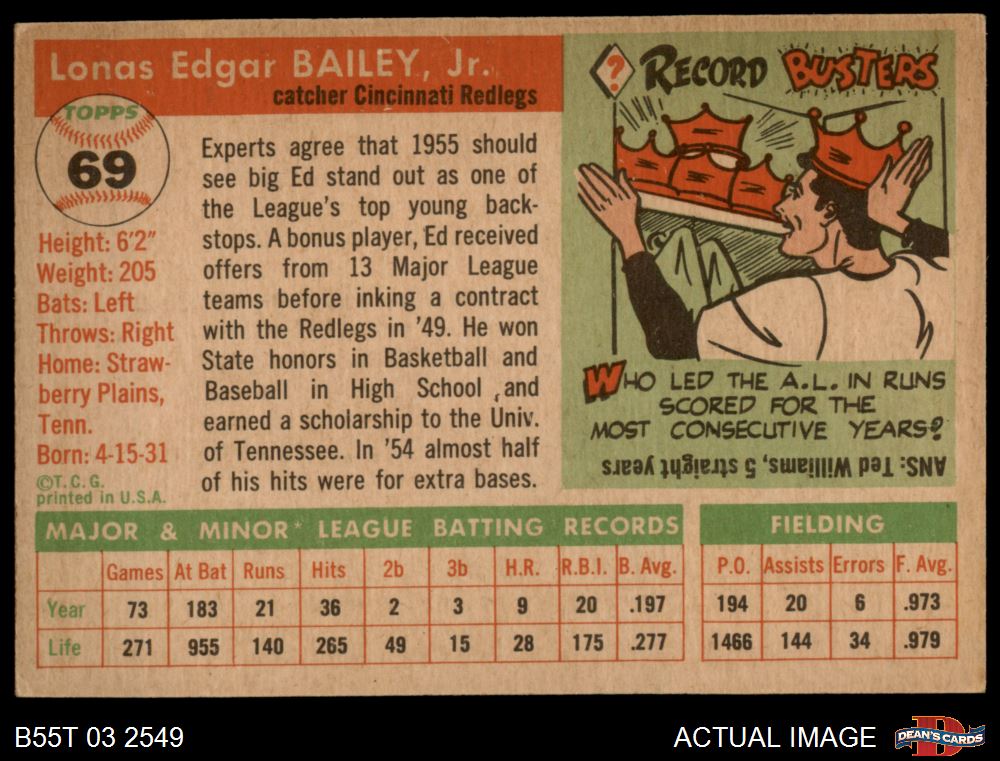 Lonas Edgar BAILEY, Jr.
catcher Cincinnati Redlegs
TOPPS
69
Height: 6'2"
Weight: 205
Bats: Left
Throws: Right
Home: Straw-
berry Plains,
Tenn.
Born: 4-15-31
©T.C.G.
printed in U.S.A.
Experts agree that 1955 should
see big Ed stand out as one of
the League's top young back-
stops. A bonus player, Ed received
offers from 13 Major League
teams before inking a contract
with the Redlegs in '49. He won
State honors in Basketball and
Baseball in High School and
earned a scholarship to the Univ.
of Tennessee. In '54 almost half
of his hits were for extra bases.
? RECORD BUSTERS
WHO LED THE A.L. IN RUNS
SCORED FOR THE
MOST CONSECUTIVE YEARS?
ANS: Ted Williams, 5 straight years
MAJOR & MINOR* LEAGUE BATTING RECORDS
Games At Bat Runs Hits 2b 3b H.R. R.B.I. B. Avg.
Year 73 183 21 36 2 3 9 20 .197
Life 271 955 140 265 49 15 28 175 .277
FIELDING
P.O. Assists Errors F. Avg.
194 20 6 .973
1466 144 34 .979
B55T 03 2549
ACTUAL IMAGE
DEAN'S CARDS